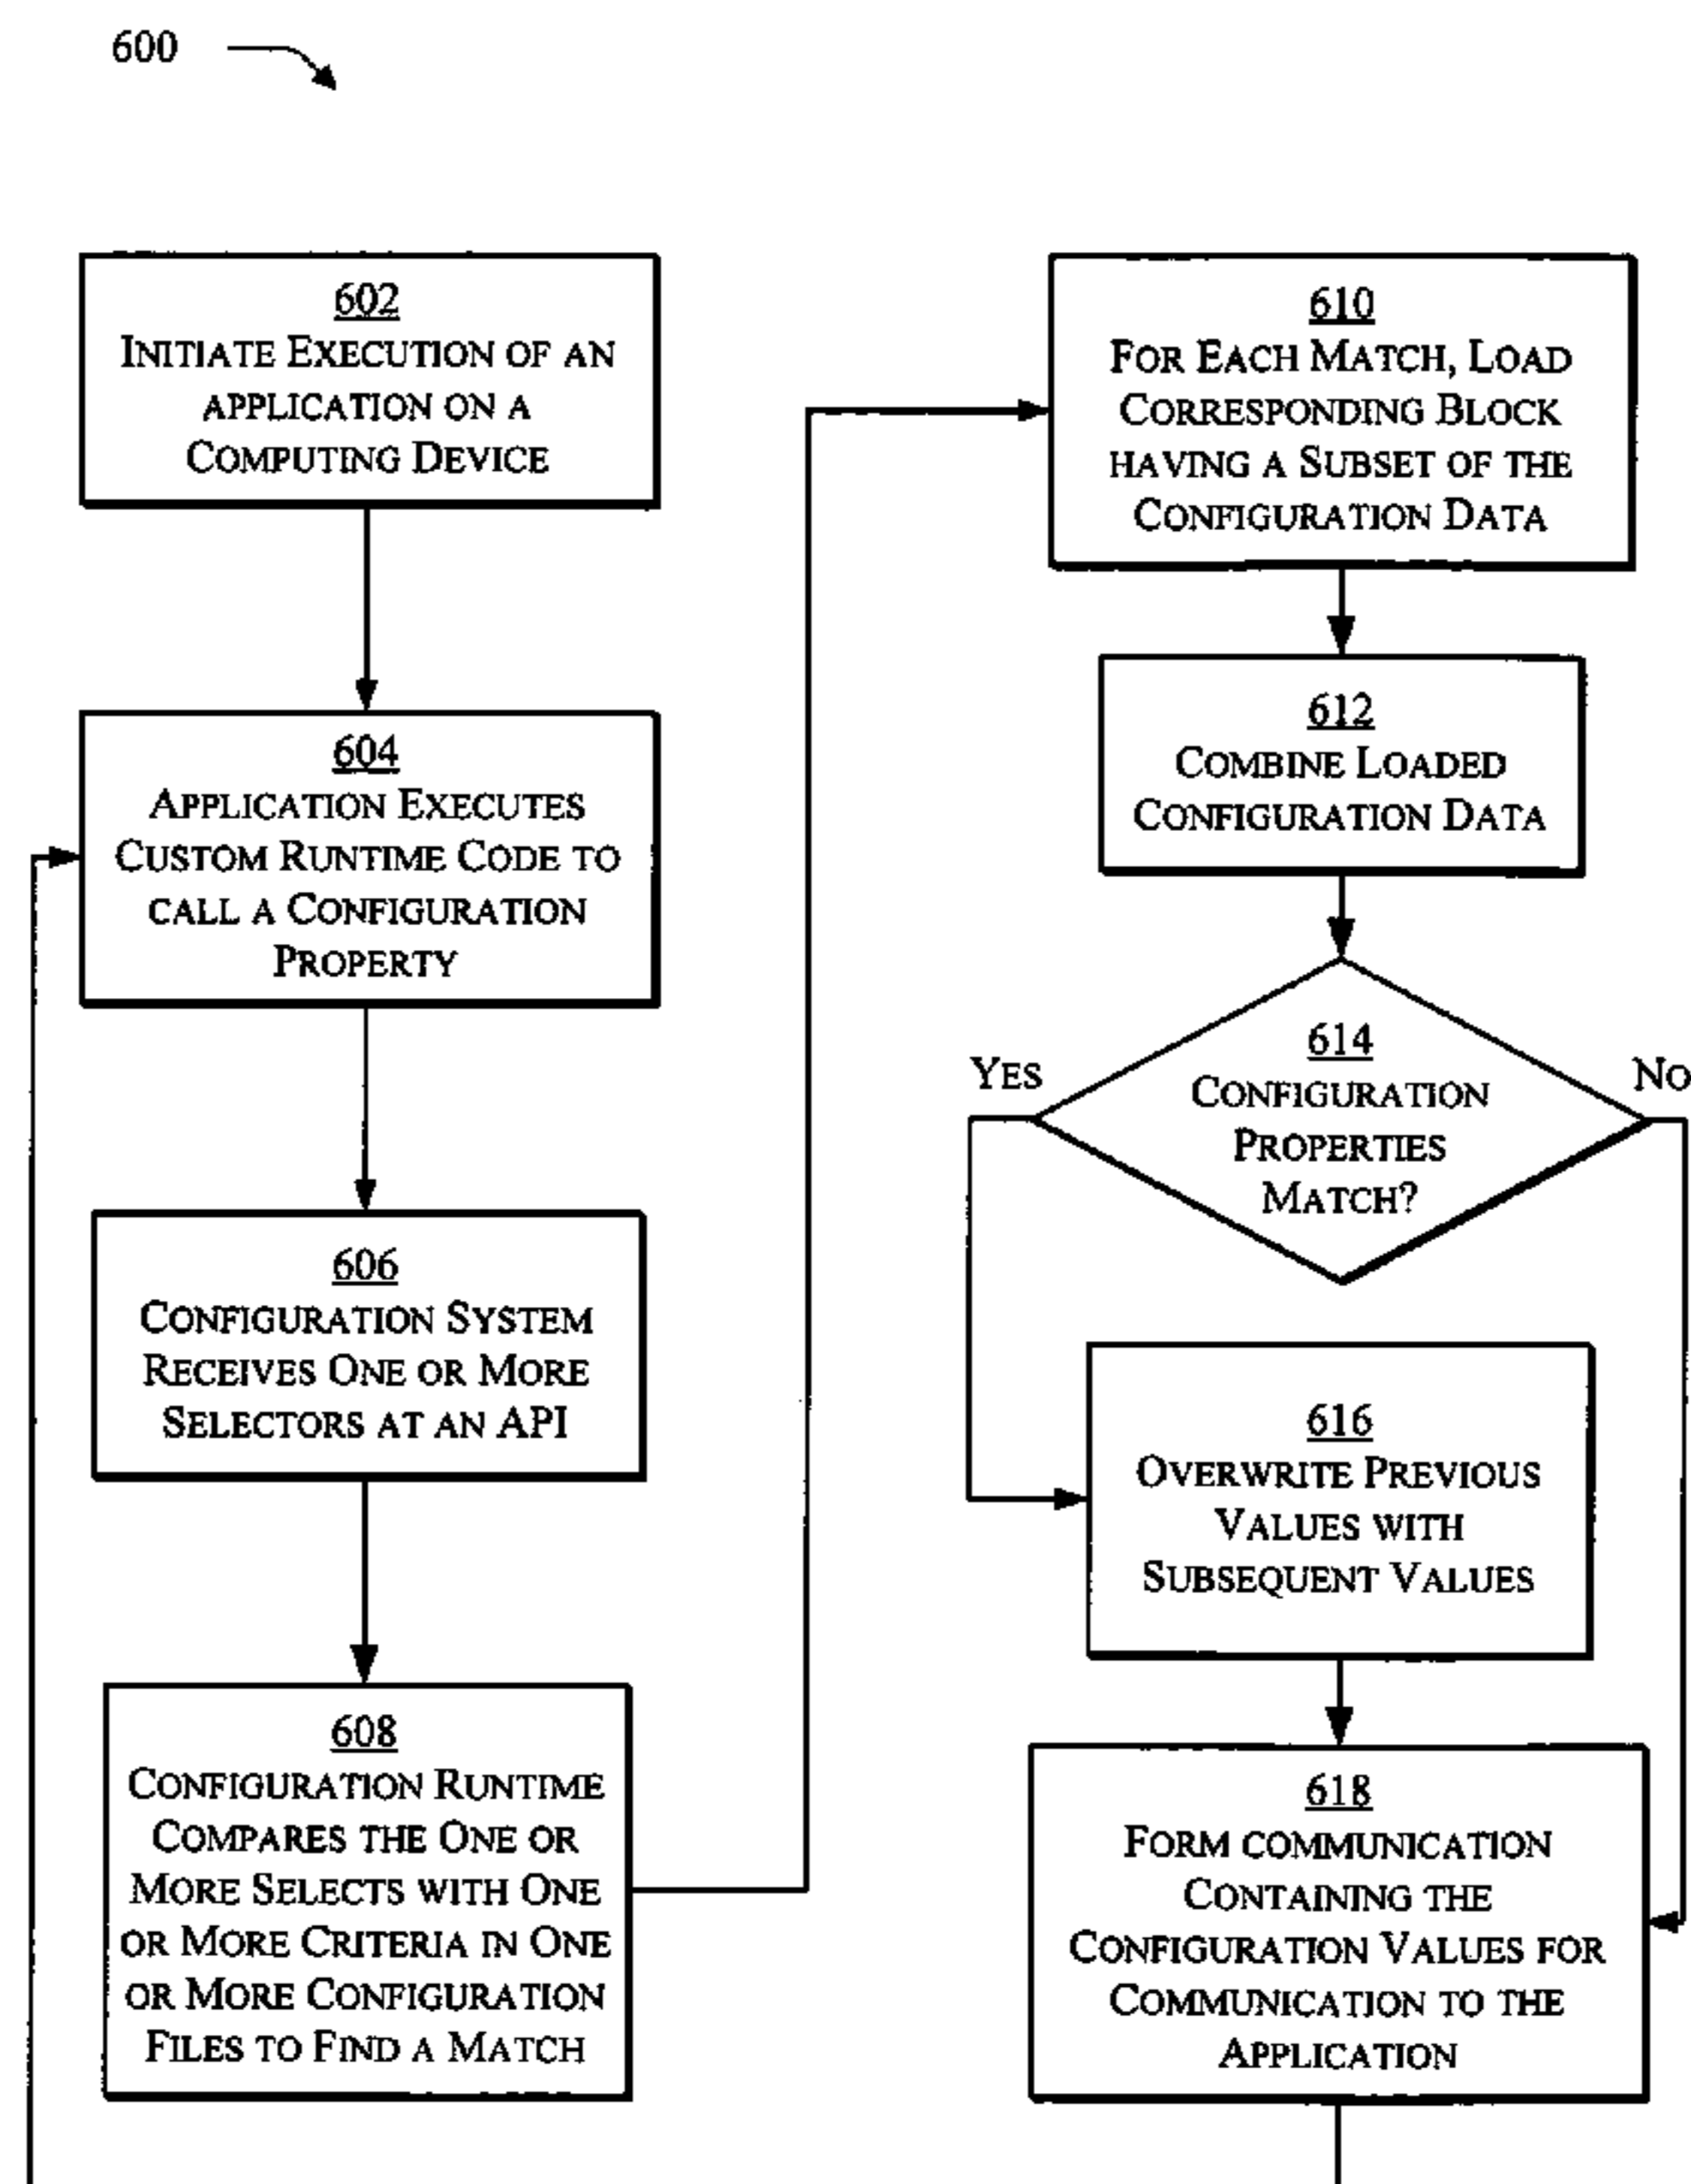 600
602
INITIATE EXECUTION OF AN
APPLICATION ON A
COMPUTING DEVICE
604
APPLICATION EXECUTES
CUSTOM RUNTIME CODE TO
CALL A CONFIGURATION
PROPERTY
606
CONFIGURATION SYSTEM
RECEIVES ONE OR MORE
SELECTORS AT AN API
608
CONFIGURATION RUNTIME
COMPARES THE ONE OR
MORE SELECTS WITH ONE
OR MORE CRITERIA IN ONE
OR MORE CONFIGURATION
FILES TO FIND A MATCH
610
FOR EACH MATCH, LOAD
CORRESPONDING BLOCK
HAVING A SUBSET OF THE
CONFIGURATION DATA
612
COMBINE LOADED
CONFIGURATION DATA
614
CONFIGURATION
PROPERTIES
MATCH?
YES
NO
616
OVERWRITE PREVIOUS
VALUES WITH
SUBSEQUENT VALUES
618
FORM COMMUNICATION
CONTAINING THE
CONFIGURATION VALUES FOR
COMMUNICATION TO THE
APPLICATION